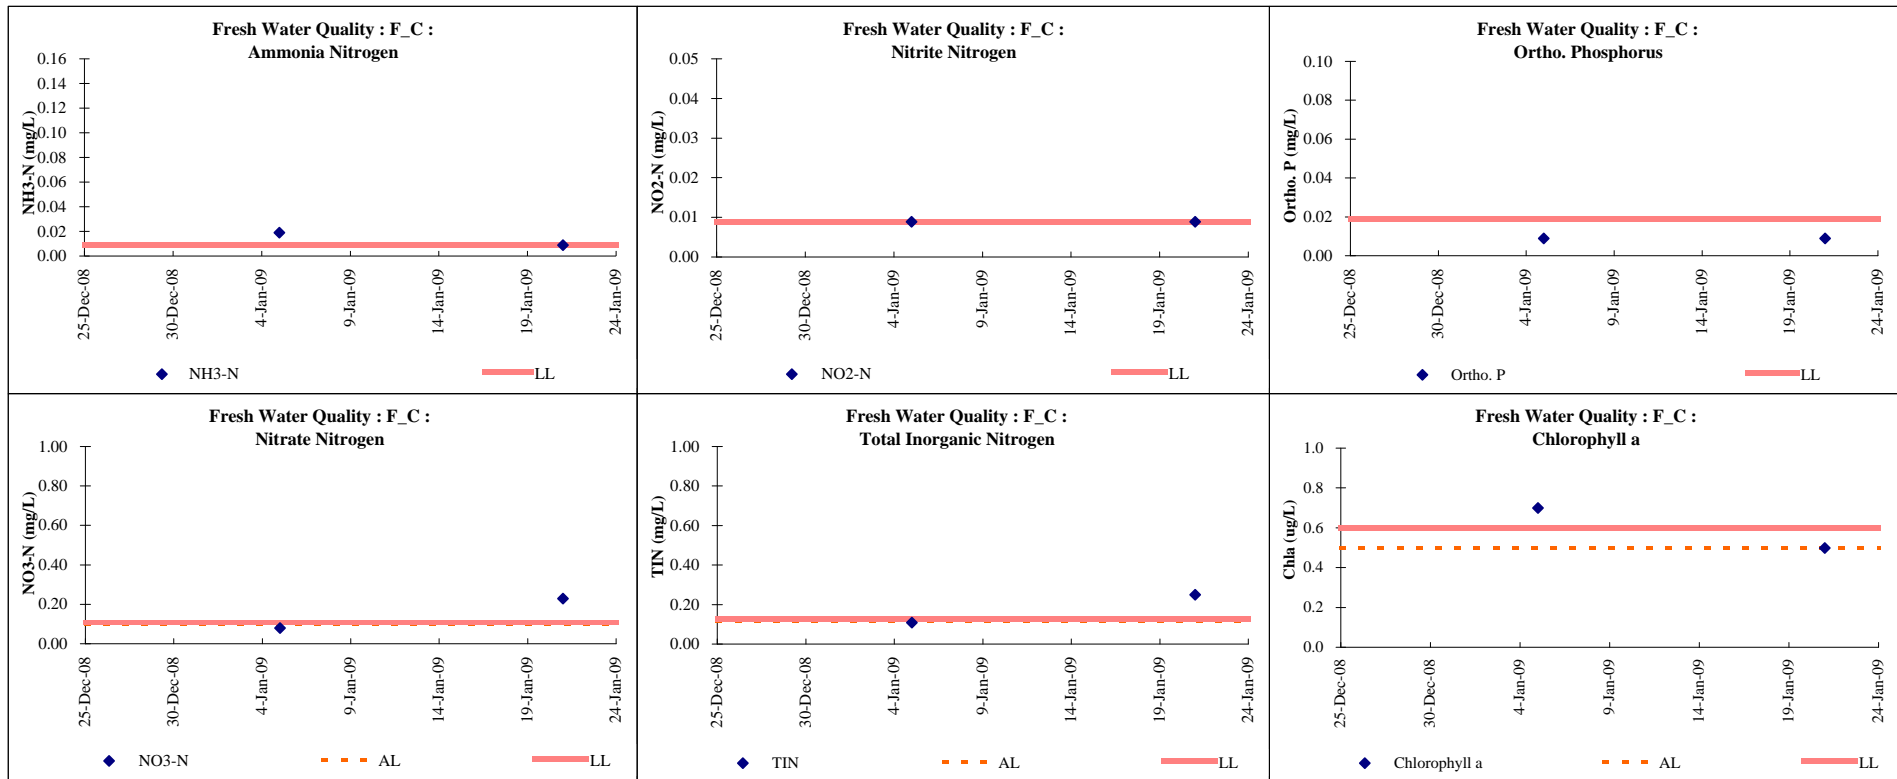 Fresh Water Quality : F_C :
Ammonia Nitrogen
NH3-N (mg/L)
0.16
0.14
0.12
0.10
0.08
0.06
0.04
0.02
0.00
25-Dec-08
30-Dec-08
4-Jan-09
9-Jan-09
14-Jan-09
19-Jan-09
24-Jan-09
NH3-N
LL
Fresh Water Quality : F_C :
Nitrite Nitrogen
NO2-N (mg/L)
0.05
0.04
0.03
0.02
0.01
0.00
25-Dec-08
30-Dec-08
4-Jan-09
9-Jan-09
14-Jan-09
19-Jan-09
24-Jan-09
NO2-N
LL
Fresh Water Quality : F_C :
Ortho. Phosphorus
Ortho. P (mg/L)
0.10
0.08
0.06
0.04
0.02
0.00
25-Dec-08
30-Dec-08
4-Jan-09
9-Jan-09
14-Jan-09
19-Jan-09
24-Jan-09
Ortho. P
LL
Fresh Water Quality : F_C :
Nitrate Nitrogen
NO3-N (mg/L)
1.00
0.80
0.60
0.40
0.20
0.00
25-Dec-08
30-Dec-08
4-Jan-09
9-Jan-09
14-Jan-09
19-Jan-09
24-Jan-09
NO3-N
AL
LL
Fresh Water Quality : F_C :
Total Inorganic Nitrogen
TIN (mg/L)
1.00
0.80
0.60
0.40
0.20
0.00
25-Dec-08
30-Dec-08
4-Jan-09
9-Jan-09
14-Jan-09
19-Jan-09
24-Jan-09
TIN
AL
LL
Fresh Water Quality : F_C :
Chlorophyll a
Chla (ug/L)
1.0
0.8
0.6
0.4
0.2
0.0
25-Dec-08
30-Dec-08
4-Jan-09
9-Jan-09
14-Jan-09
19-Jan-09
24-Jan-09
Chlorophyll a
AL
LL